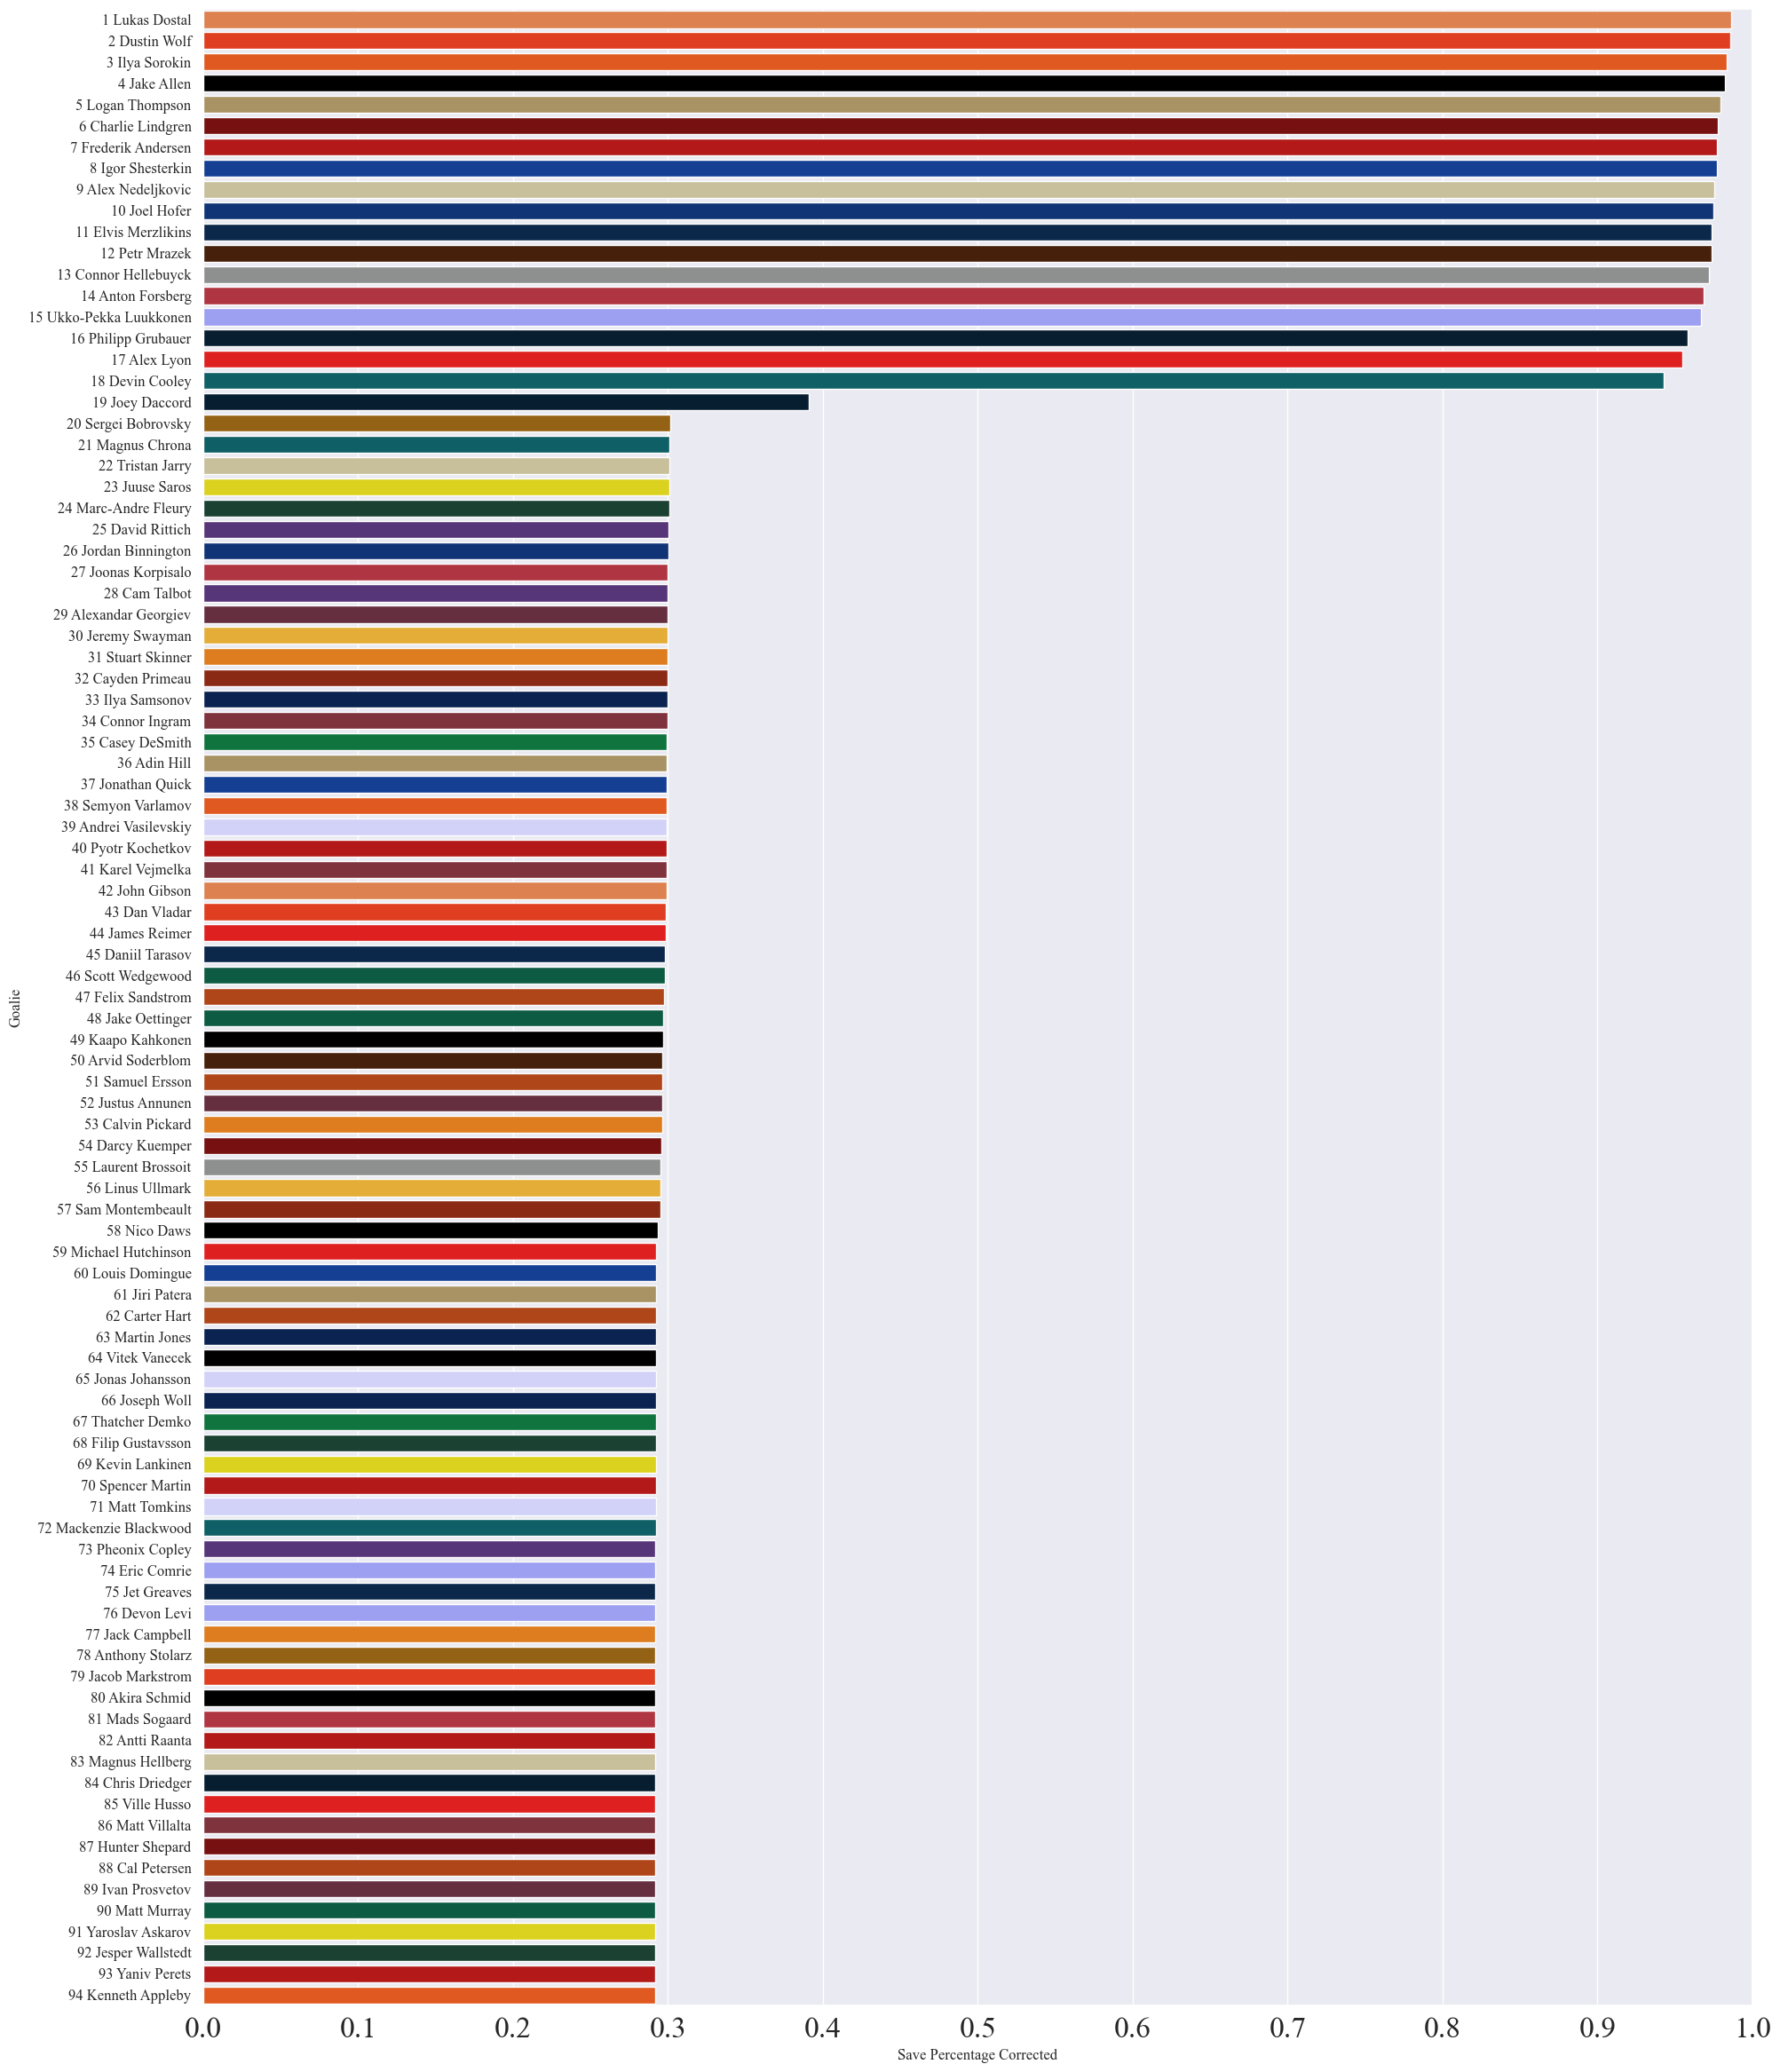 1 Lukas Dostal
2 Dustin Wolf
3 Ilya Sorokin
4 Jake Allen
5 Logan Thompson
6 Charlie Lindgren
7 Frederik Andersen
8 Igor Shesterkin
9 Alex Nedeljkovic
10 Joel Hofer
11 Elvis Merzlikins
12 Petr Mrazek
13 Connor Hellebuyck
14 Anton Forsberg
15 Ukko-Pekka Luukkonen
16 Philipp Grubauer
17 Alex Lyon
18 Devin Cooley
19 Joey Daccord
20 Sergei Bobrovsky
21 Magnus Chrona
22 Tristan Jarry
23 Juuse Saros
24 Marc-Andre Fleury
25 David Rittich
26 Jordan Binnington
27 Joonas Korpisalo
28 Cam Talbot
29 Alexandar Georgiev
30 Jeremy Swayman
31 Stuart Skinner
32 Cayden Primeau
33 Ilya Samsonov
34 Connor Ingram
35 Casey DeSmith
36 Adin Hill
37 Jonathan Quick
38 Semyon Varlamov
39 Andrei Vasilevskiy
40 Pyotr Kochetkov
41 Karel Vejmelka
42 John Gibson
43 Dan Vladar
44 James Reimer
45 Daniil Tarasov
46 Scott Wedgewood
47 Felix Sandstrom
48 Jake Oettinger
49 Kaapo Kahkonen
50 Arvid Soderblom
51 Samuel Ersson
52 Justus Annunen
53 Calvin Pickard
54 Darcy Kuemper
55 Laurent Brossoit
56 Linus Ullmark
57 Sam Montembeault
58 Nico Daws
59 Michael Hutchinson
60 Louis Domingue
61 Jiri Patera
62 Carter Hart
63 Martin Jones
64 Vitek Vanecek
65 Jonas Johansson
66 Joseph Woll
67 Thatcher Demko
68 Filip Gustavsson
69 Kevin Lankinen
70 Spencer Martin
71 Matt Tomkins
72 Mackenzie Blackwood
73 Pheonix Copley
74 Eric Comrie
75 Jet Greaves
76 Devon Levi
77 Jack Campbell
78 Anthony Stolarz
79 Jacob Markstrom
80 Akira Schmid
81 Mads Sogaard
82 Antti Raanta
83 Magnus Hellberg
84 Chris Driedger
85 Ville Husso
86 Matt Villalta
87 Hunter Shepard
88 Cal Petersen
89 Ivan Prosvetov
90 Matt Murray
91 Yaroslav Askarov
92 Jesper Wallstedt
93 Yaniv Perets
94 Kenneth Appleby
Goalie
0.0 0.1 0.2 0.3 0.4 0.5 0.6 0.7 0.8 0.9 1.0
Save Percentage Corrected